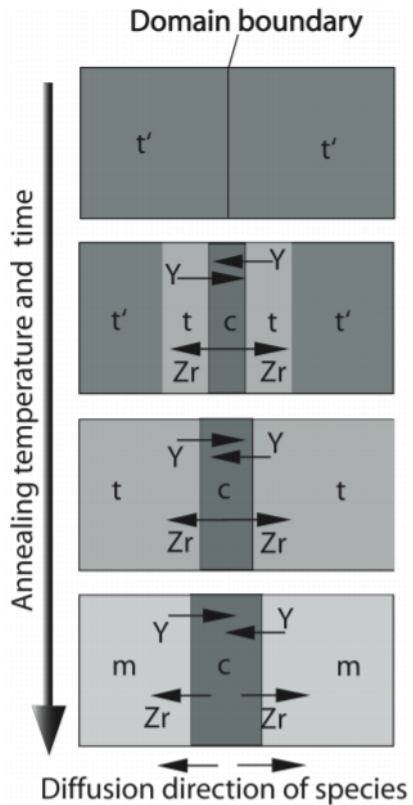 Domain boundary
t‘ t‘
Y Y
t‘ t c t t‘
Zr Zr
Y Y
t c t
Zr Zr
Y Y
m c m
Zr Zr
Diffusion direction of species
Annealing temperature and time